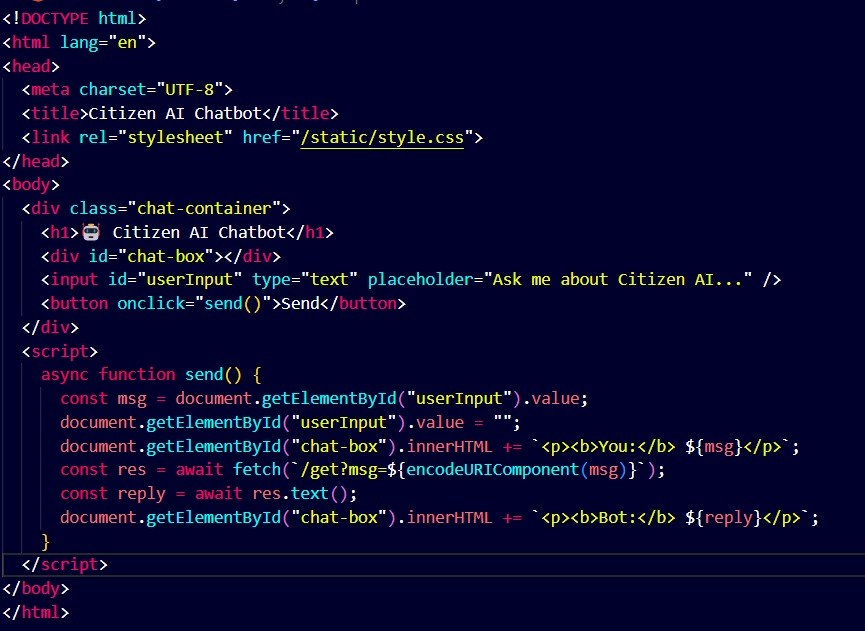 <!DOCTYPE html>
<html lang="en">
<head>
  <meta charset="UTF-8">
  <title>Citizen AI Chatbot</title>
  <link rel="stylesheet" href="/static/style.css">
</head>
<body>
  <div class="chat-container">
    <h1>🤖 Citizen AI Chatbot</h1>
    <div id="chat-box"></div>
    <input id="userInput" type="text" placeholder="Ask me about Citizen AI..." />
    <button onclick="send()">Send</button>
  </div>
  <script>
    async function send() {
      const msg = document.getElementById("userInput").value;
      document.getElementById("userInput").value = "";
      document.getElementById("chat-box").innerHTML += `<p><b>You:</b> ${msg}</p>`;
      const res = await fetch(`/get?msg=${encodeURIComponent(msg)}`);
      const reply = await res.text();
      document.getElementById("chat-box").innerHTML += `<p><b>Bot:</b> ${reply}</p>`;
    }
  </script>
</body>
</html>